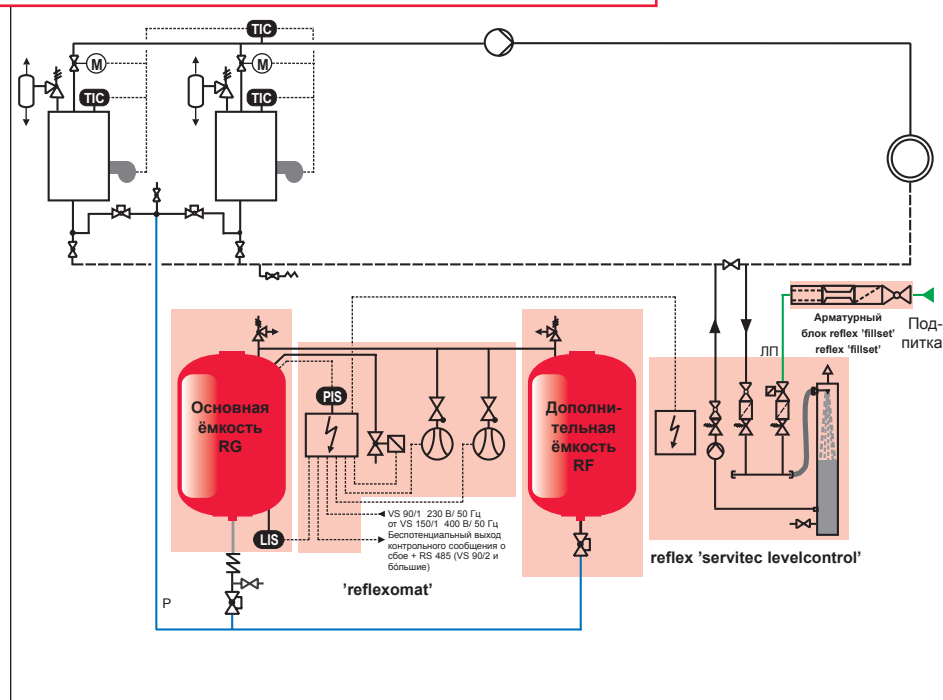 TIC
M
M
TIC
TIC
Арматурный
блок reflex 'fillset'
reflex 'fillset'
Под-
питка
ЛП
PIS
Основная
ёмкость
RG
Дополни-
тельная
ёмкость
RF
LIS
VS 90/1 230 В/ 50 Гц
от VS 150/1 400 В/ 50 Гц
Беспотенциальный выход
контрольного сообщения о
сбое + RS 485 (VS 90/2 и
бо́льшие)
reflex 'servitec levelcontrol'
'reflexomat'
P